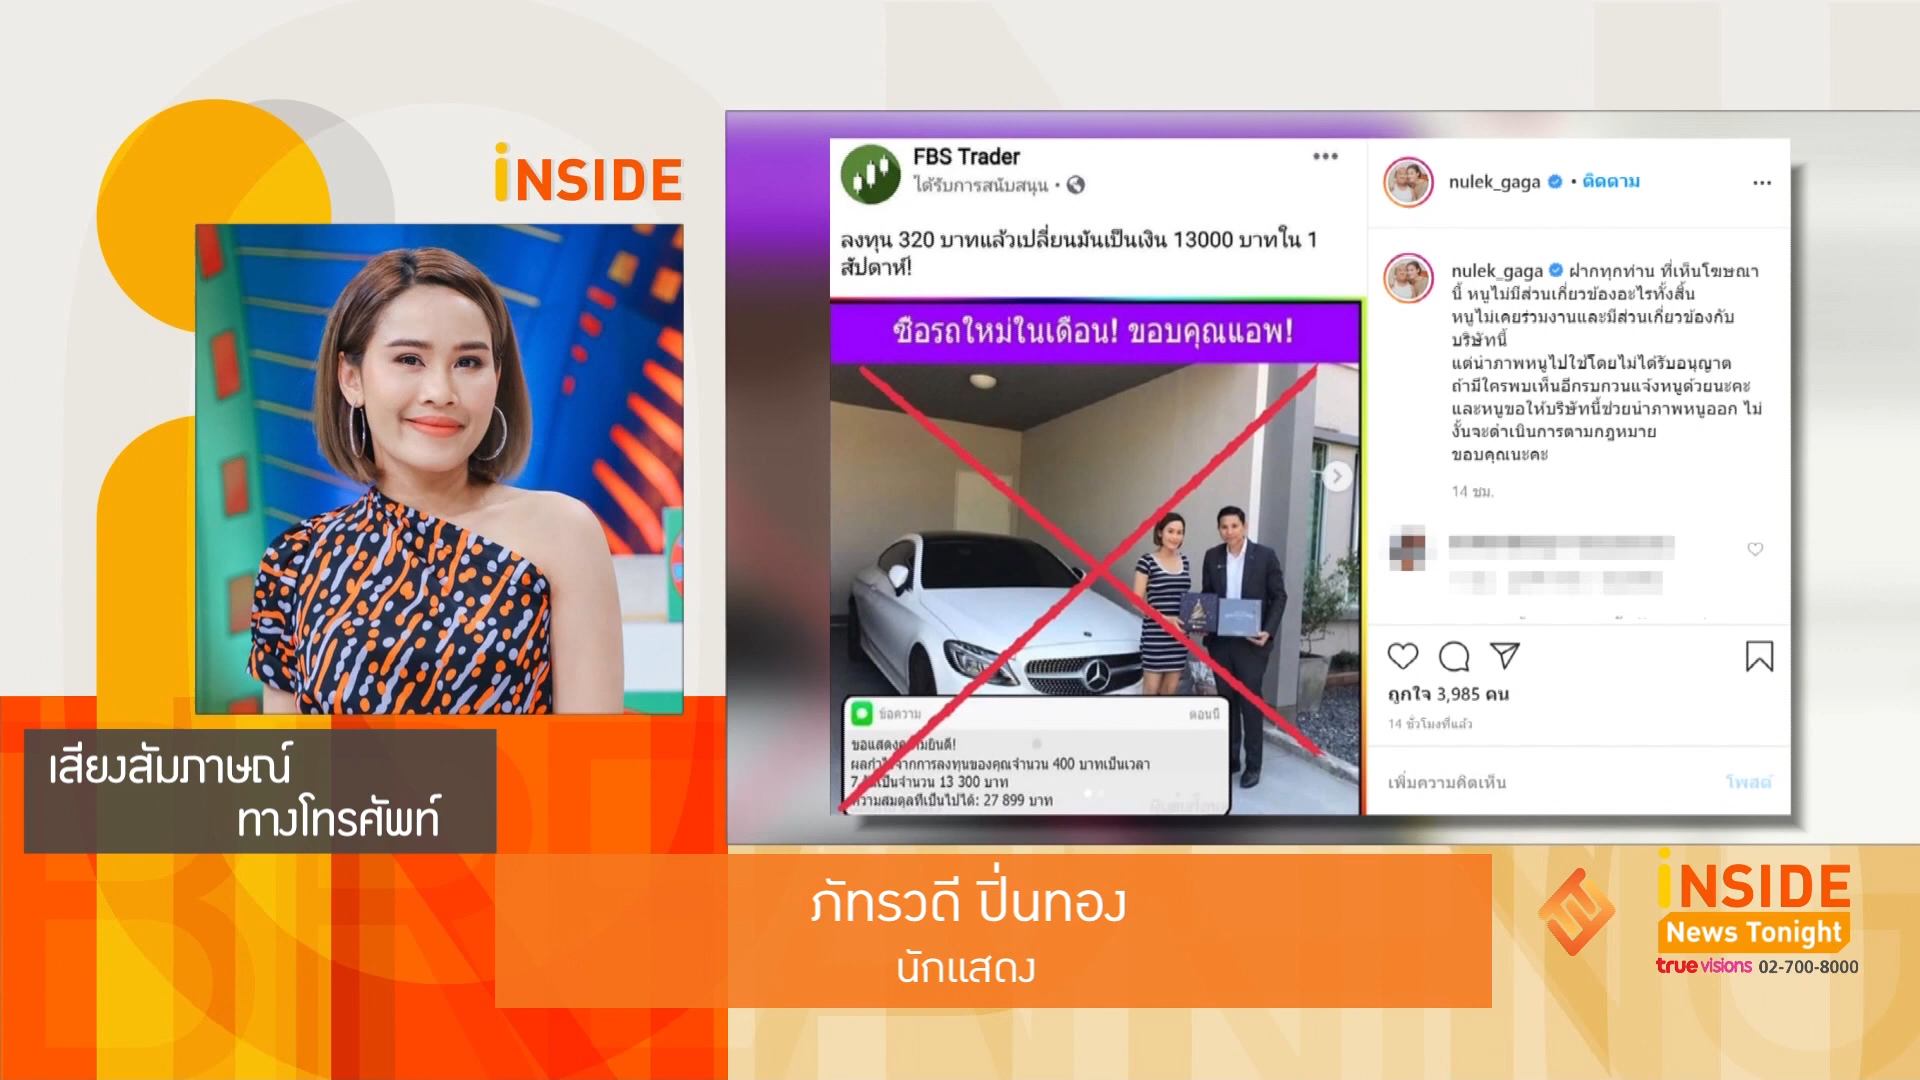 iNSIDE
เสียงสัมภาษณ์
ทางโทรศัพท์
FBS Trader
ได้รับการสนับสนุน
ลงทุน 320 บาทแล้วเปลี่ยนมันเป็นเงิน 13000 บาทใน 1
สัปดาห์!
ซือรถใหม่ในเดือน! ขอบคุณแอพ!
ข้อความ
ตอนนี้
ขอแสดงความยินดี!
ผลกำไรจากการลงทุนของคุณจำนวน 400 บาทเป็นเวลา
7 เป็นจำนวน 13 300 บาท
ความสมดุลที่เป็นไปได้: 27 899 บาท
nulek_gaga • ติดตาม
nulek_gaga ฝากทุกท่าน ที่เห็นโฆษณา
นี้ หนูไม่มีส่วนเกี่ยวข้องอะไรทั้งสิ้น
หนูไม่เคยร่วมงานและมีส่วนเกี่ยวข้องกับ
บริษัทนี้
แต่นำภาพหนูไปใช้โดยไม่ได้รับอนุญาต
ถ้ามีใครพบเห็นอีกรบกวนแจ้งหนูด้วยนะคะ
และหนูขอให้บริษัทนี้ช่วยนำภาพหนูออก ไม่
งั้นจะดำเนินการตามกฎหมาย
ขอบคุณนะคะ
14 ชม.
ถูกใจ 3,985 คน
14 ชั่วโมงที่แล้ว
เพิ่มความคิดเห็น
โพสต์
ภัทรวดี ปิ่นทอง
นักแสดง
iNSIDE
News Tonight
truevisions 02-700-8000